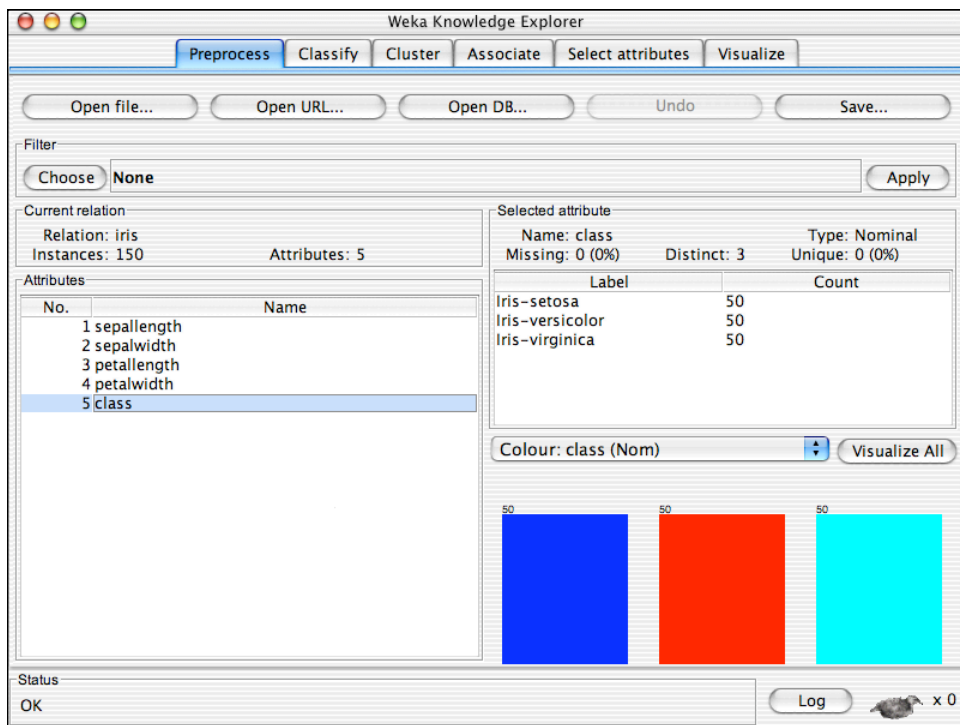 Weka Knowledge Explorer
Preprocess Classify Cluster Associate Select attributes Visualize
Open file... Open URL... Open DB... Undo Save...
Filter
Choose None Apply
Current relation
Relation: iris
Instances: 150 Attributes: 5
Attributes
No. Name
1 sepallength
2 sepalwidth
3 petallength
4 petalwidth
5 class
Selected attribute
Name: class Type: Nominal
Missing: 0 (0%) Distinct: 3 Unique: 0 (0%)
Label Count
Iris-setosa 50
Iris-versicolor 50
Iris-virginica 50
Colour: class (Nom) Visualize All
50 50 50
Status
OK Log x 0